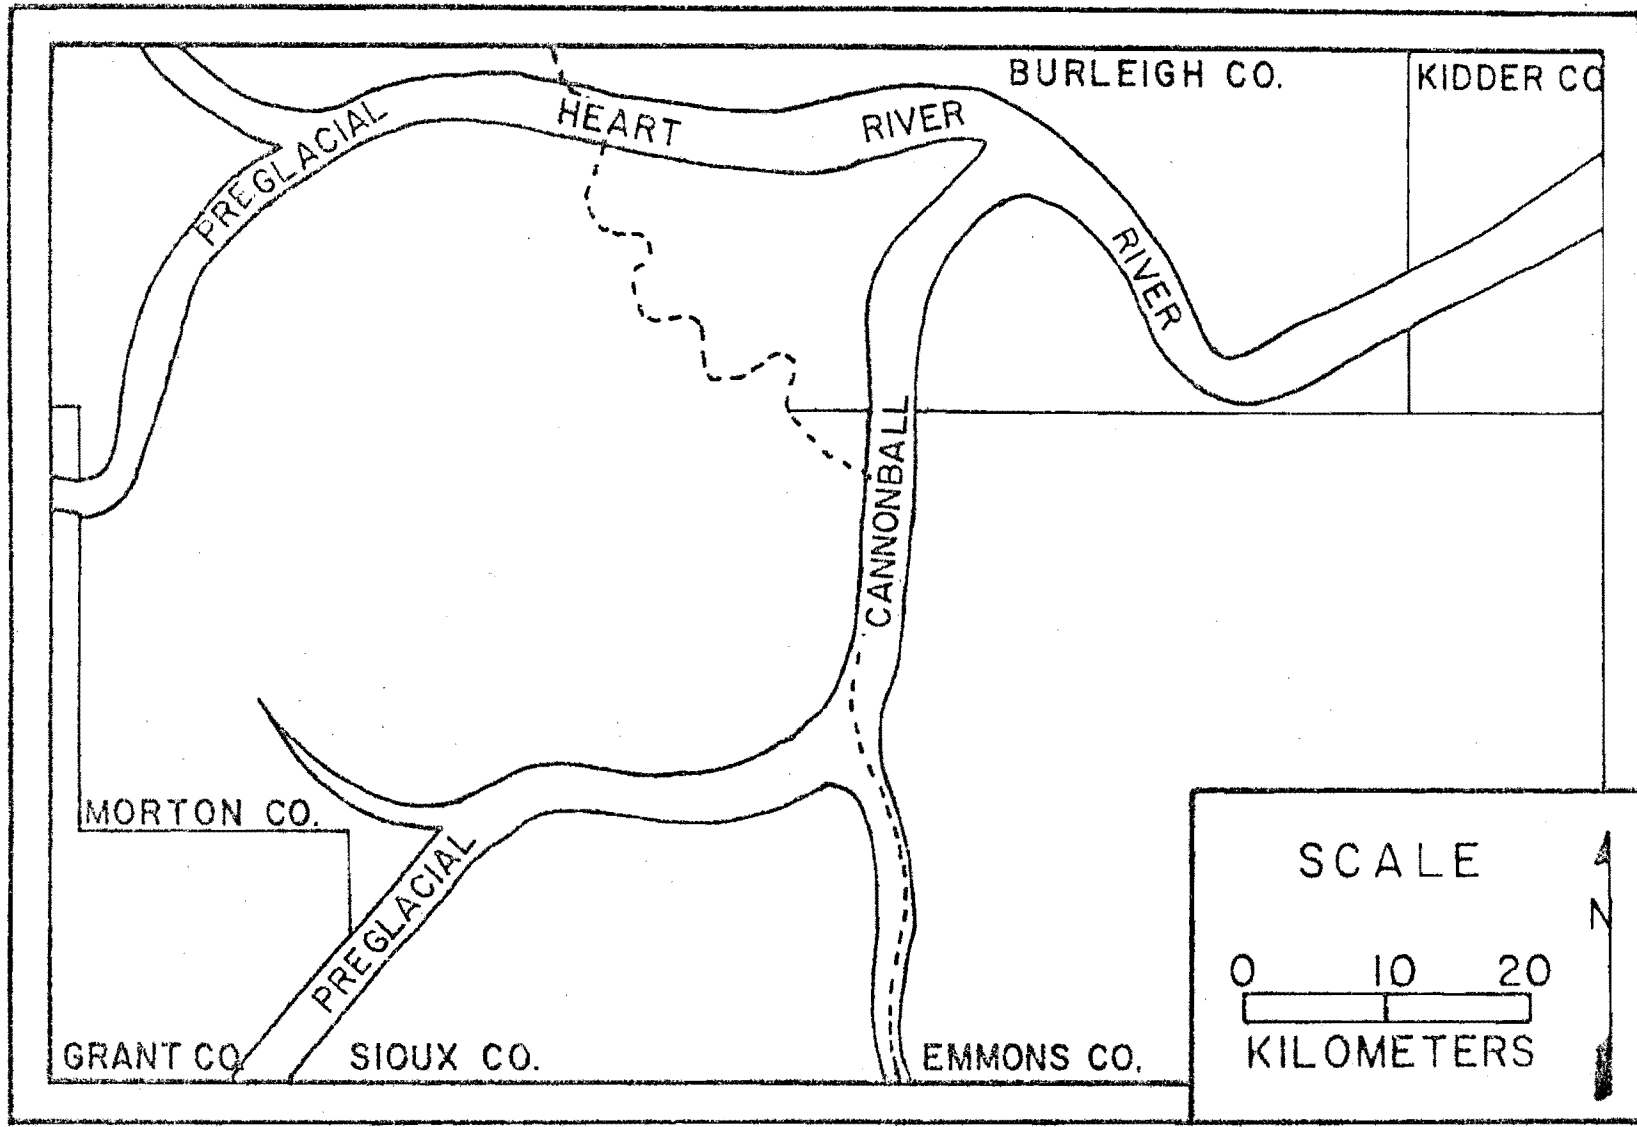 BURLEIGH CO.
KIDDER CO
PREGLACIAL HEART RIVER
PREGLACIAL CANNONBALL RIVER
MORTON CO.
GRANT CO.
SIOUX CO.
EMMONS CO.
SCALE
N
0 10 20
KILOMETERS